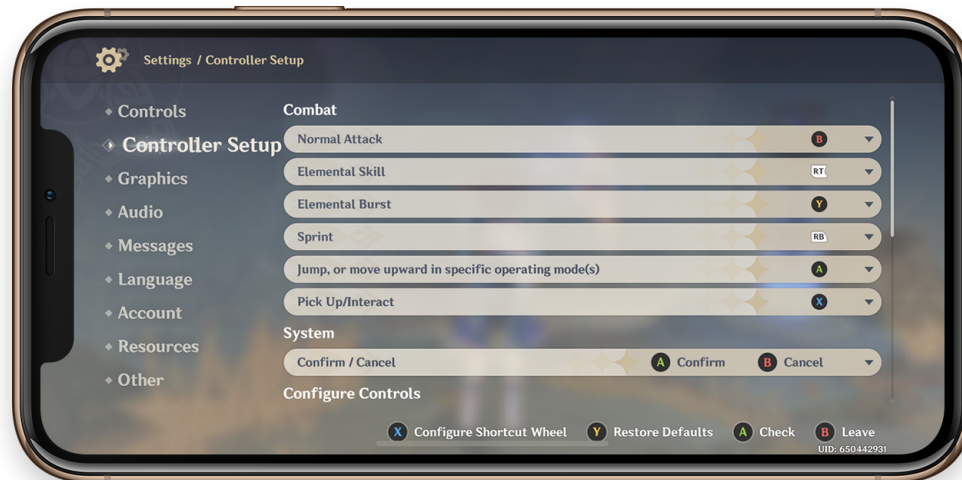 Settings / Controller Setup
Controls
Controller Setup
Graphics
Audio
Messages
Language
Account
Resources
Other
Combat
Normal Attack B
Elemental Skill RT
Elemental Burst Y
Sprint RB
Jump, or move upward in specific operating mode(s) A
Pick Up/Interact X
System
Confirm / Cancel A Confirm B Cancel
Configure Controls
X Configure Shortcut Wheel Y Restore Defaults A Check B Leave
UID: 650442931